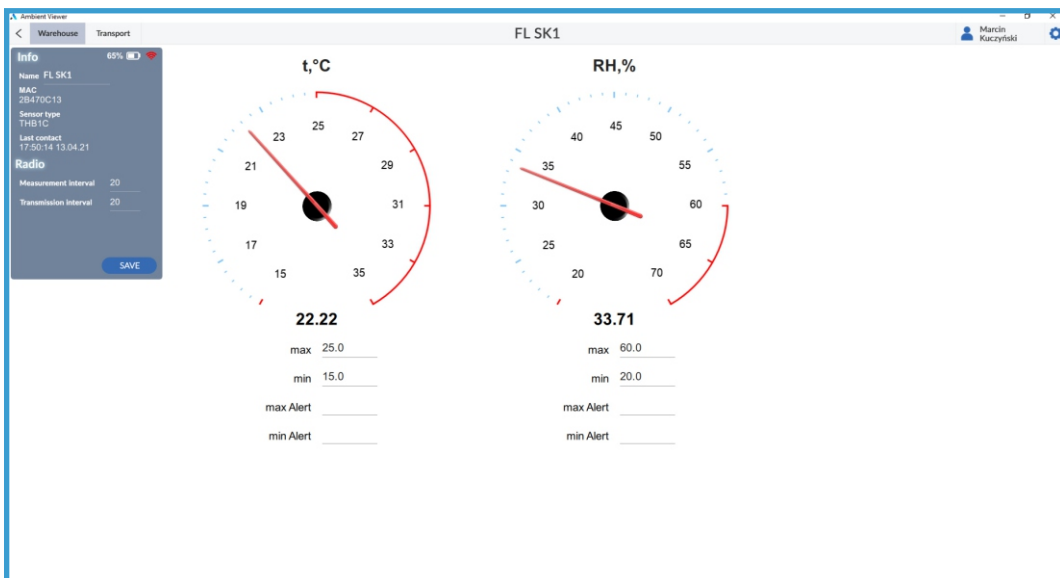 Ambient Viewer
Warehouse Transport FL SK1 Marcin
Kuczyński
Info 65%
Name FL SK1
MAC
2B470C13
Sensor type
THB1C
Last contact
17:50:14 13.04.21
Radio
Measurement Interval 20
Transmission Interval 20
SAVE
t,°C
15
17
19
21
23
25
27
29
31
33
35
22.22
max 25.0
min 15.0
max Alert
min Alert
RH,%
20
25
30
35
40
45
50
55
60
65
70
33.71
max 60.0
min 20.0
max Alert
min Alert